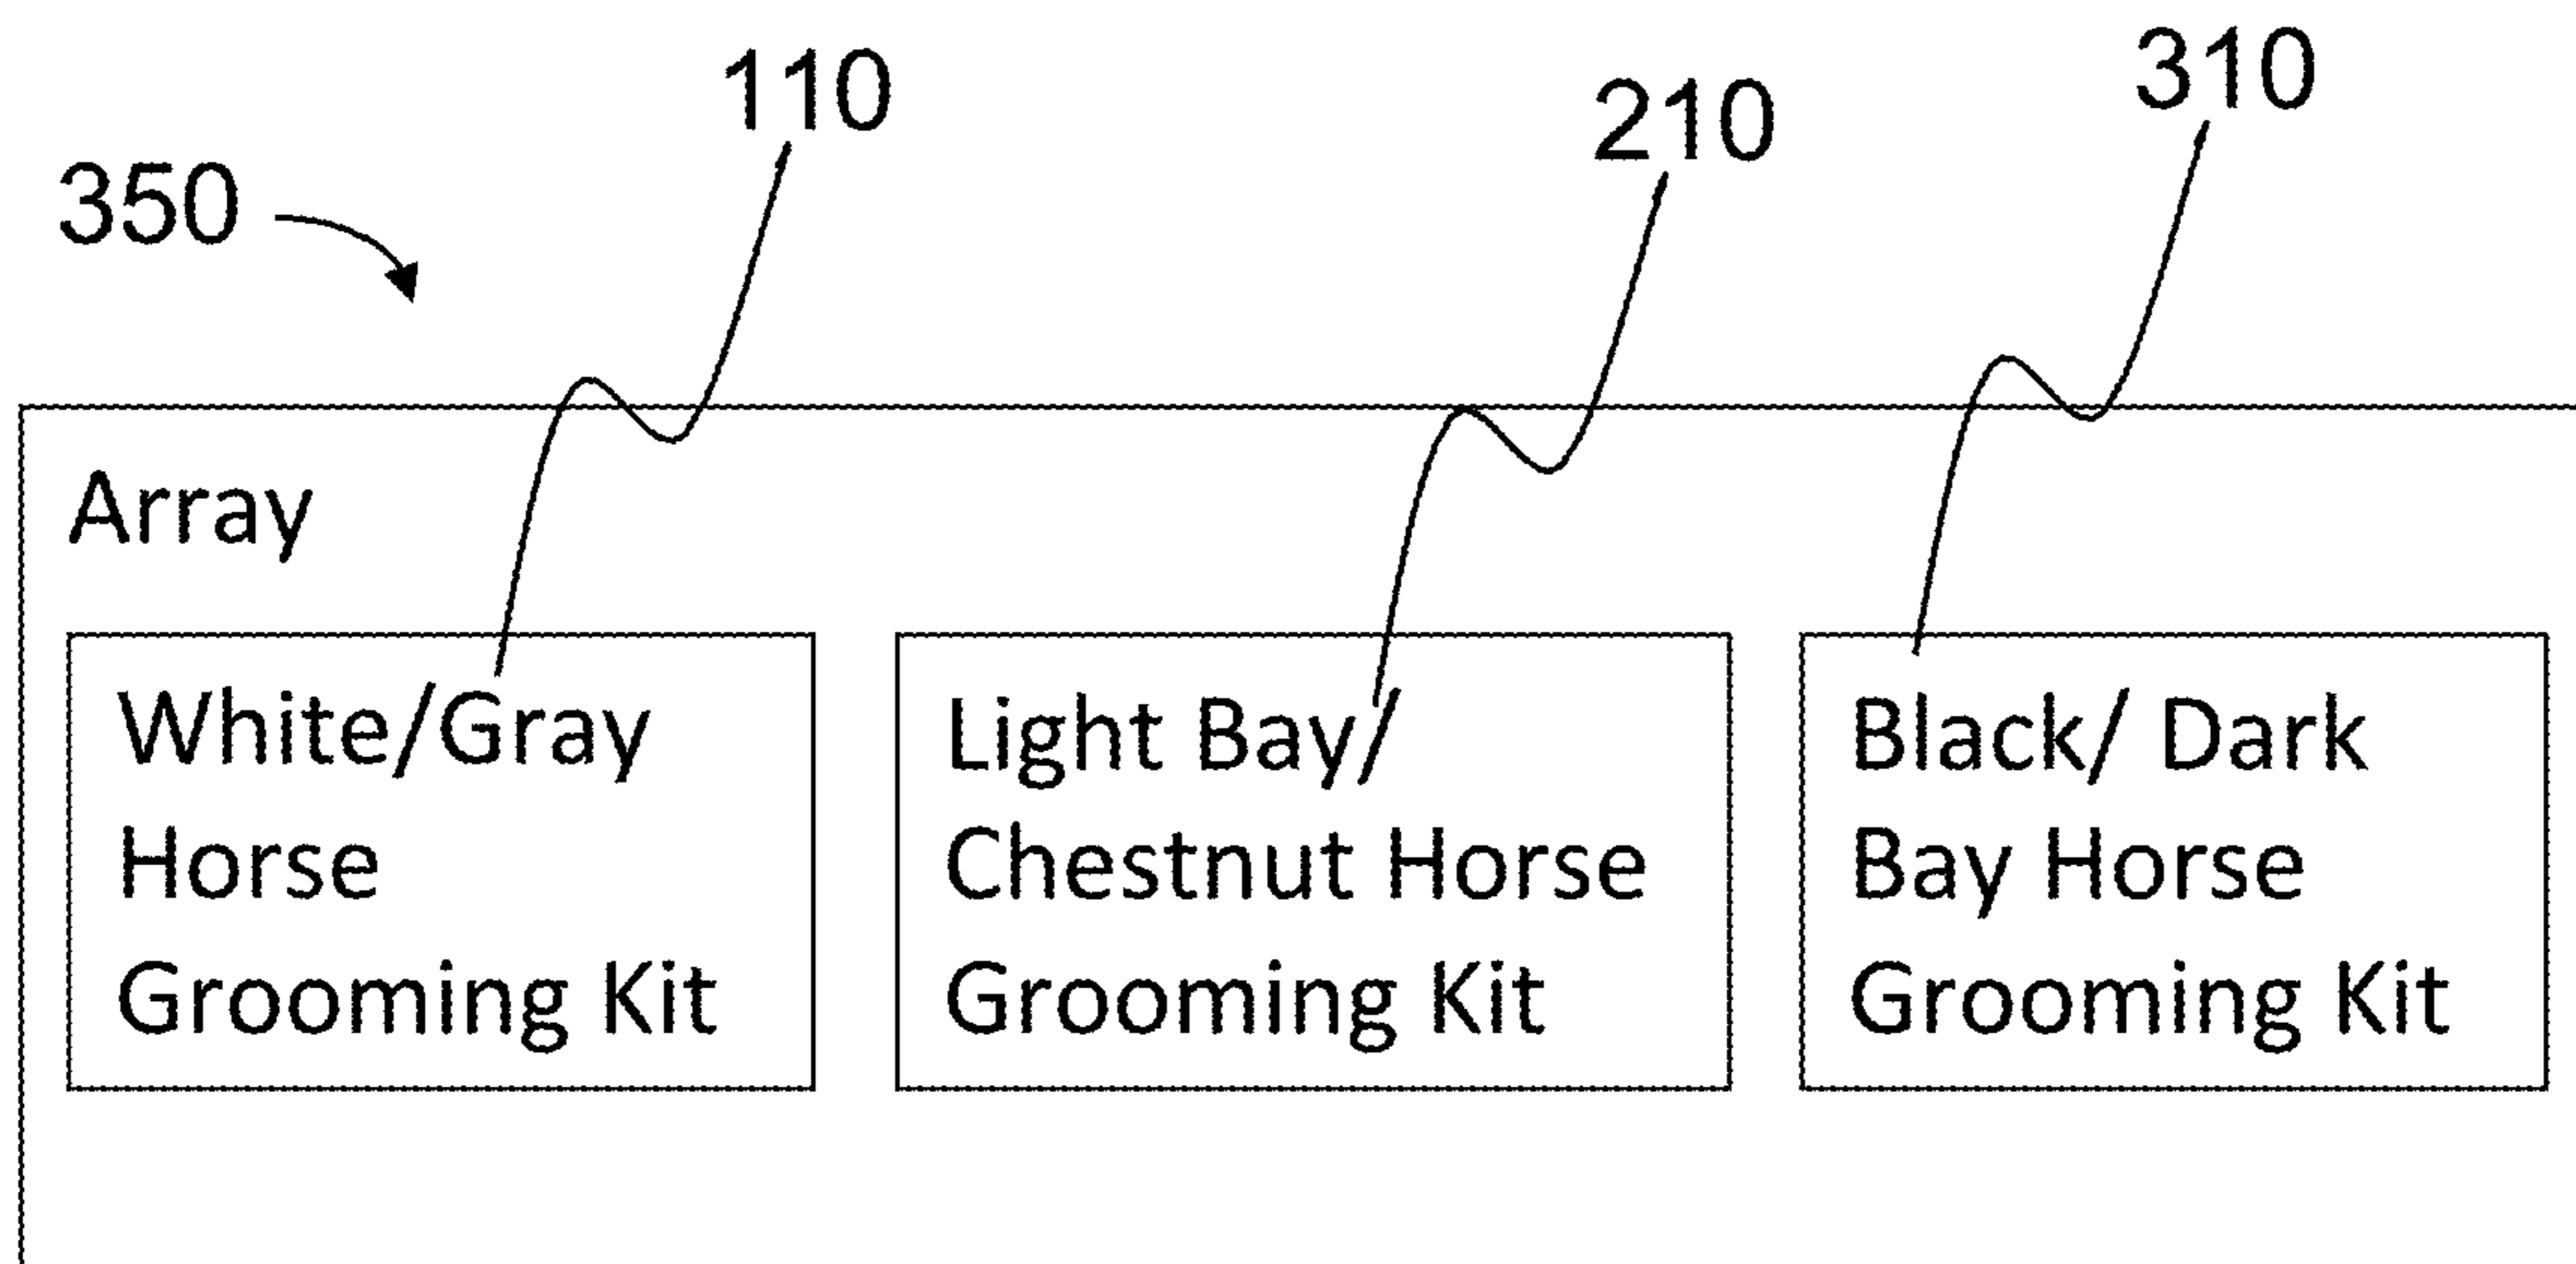 110
210
310
350
Array
White/Gray
Horse
Grooming Kit
Light Bay/
Chestnut Horse
Grooming Kit
Black/ Dark
Bay Horse
Grooming Kit